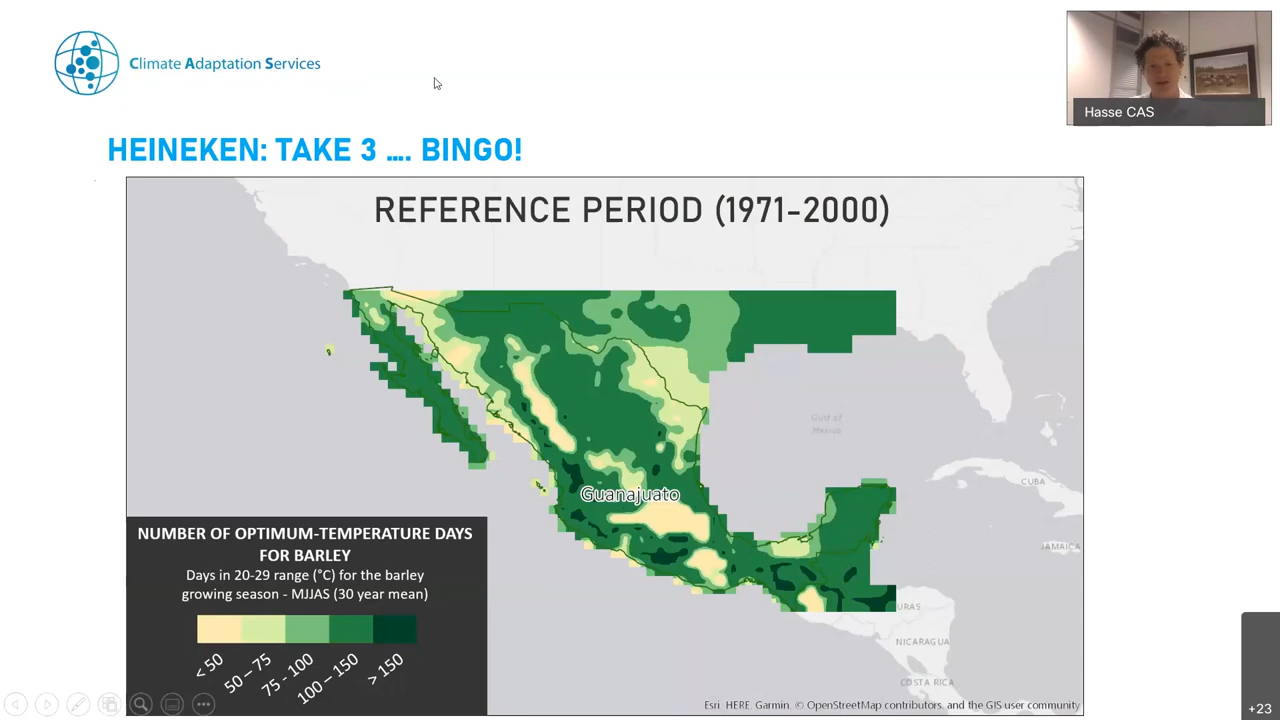 Climate Adaptation Services
Hasse CAS
HEINEKEN: TAKE 3 .... BINGO!
REFERENCE PERIOD (1971-2000)
Gulf of
Mexico
CUBA
Guanajuato
JAMAICA
NUMBER OF OPTIMUM-TEMPERATURE DAYS
FOR BARLEY
Days in 20-29 range (°C) for the barley
growing season - MJJAS (30 year mean)
< 50
50 – 75
75 - 100
100 – 150
> 150
URAS
NICARAGUA
COSTA RICA
Esri, HERE, Garmin, © OpenStreetMap contributors, and the GIS user community
+23